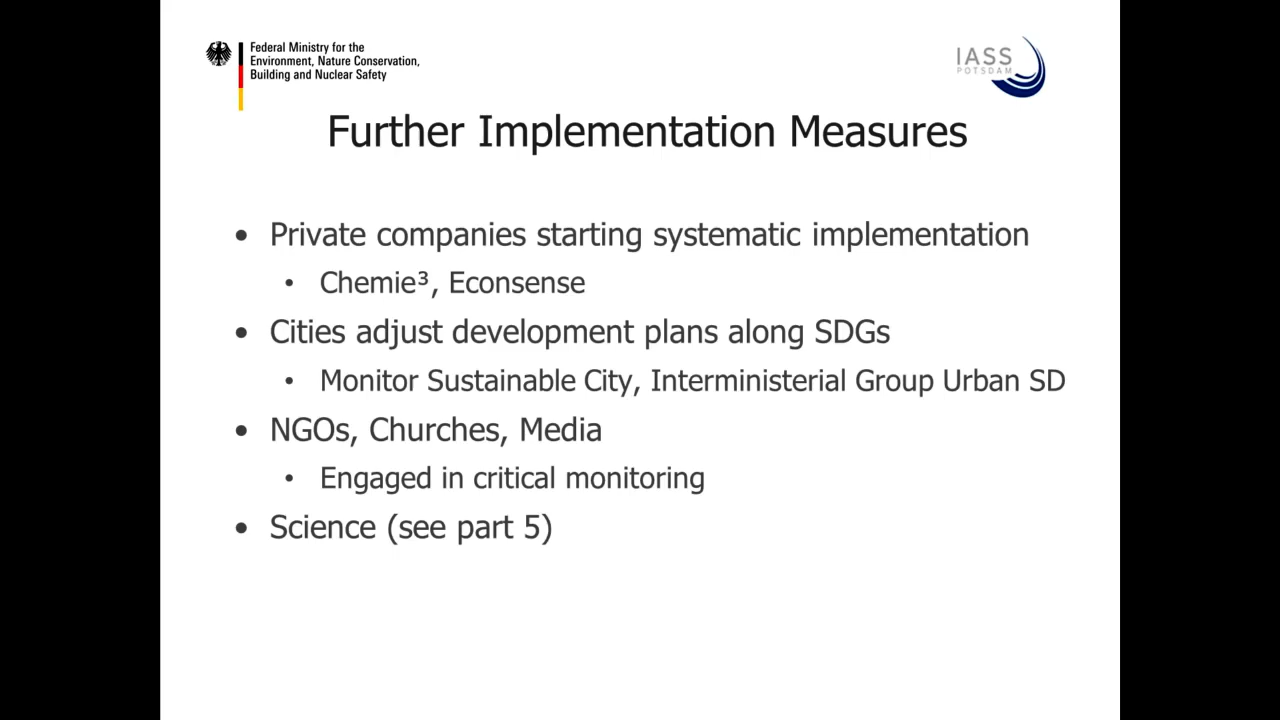 Federal Ministry for the
Environment, Nature Conservation,
Building and Nuclear Safety
IASS
POTSDAM
Further Implementation Measures
• Private companies starting systematic implementation
• Chemie³, Econsense
• Cities adjust development plans along SDGs
• Monitor Sustainable City, Interministerial Group Urban SD
• NGOs, Churches, Media
• Engaged in critical monitoring
• Science (see part 5)